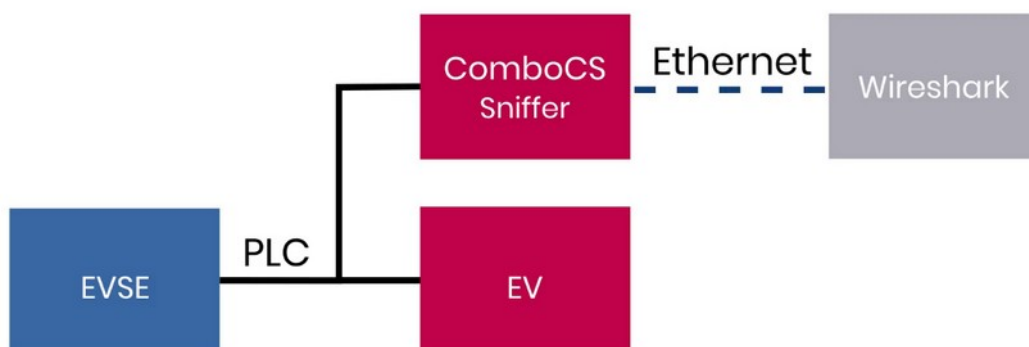 ComboCS
Sniffer
Ethernet
Wireshark
PLC
EVSE
EV